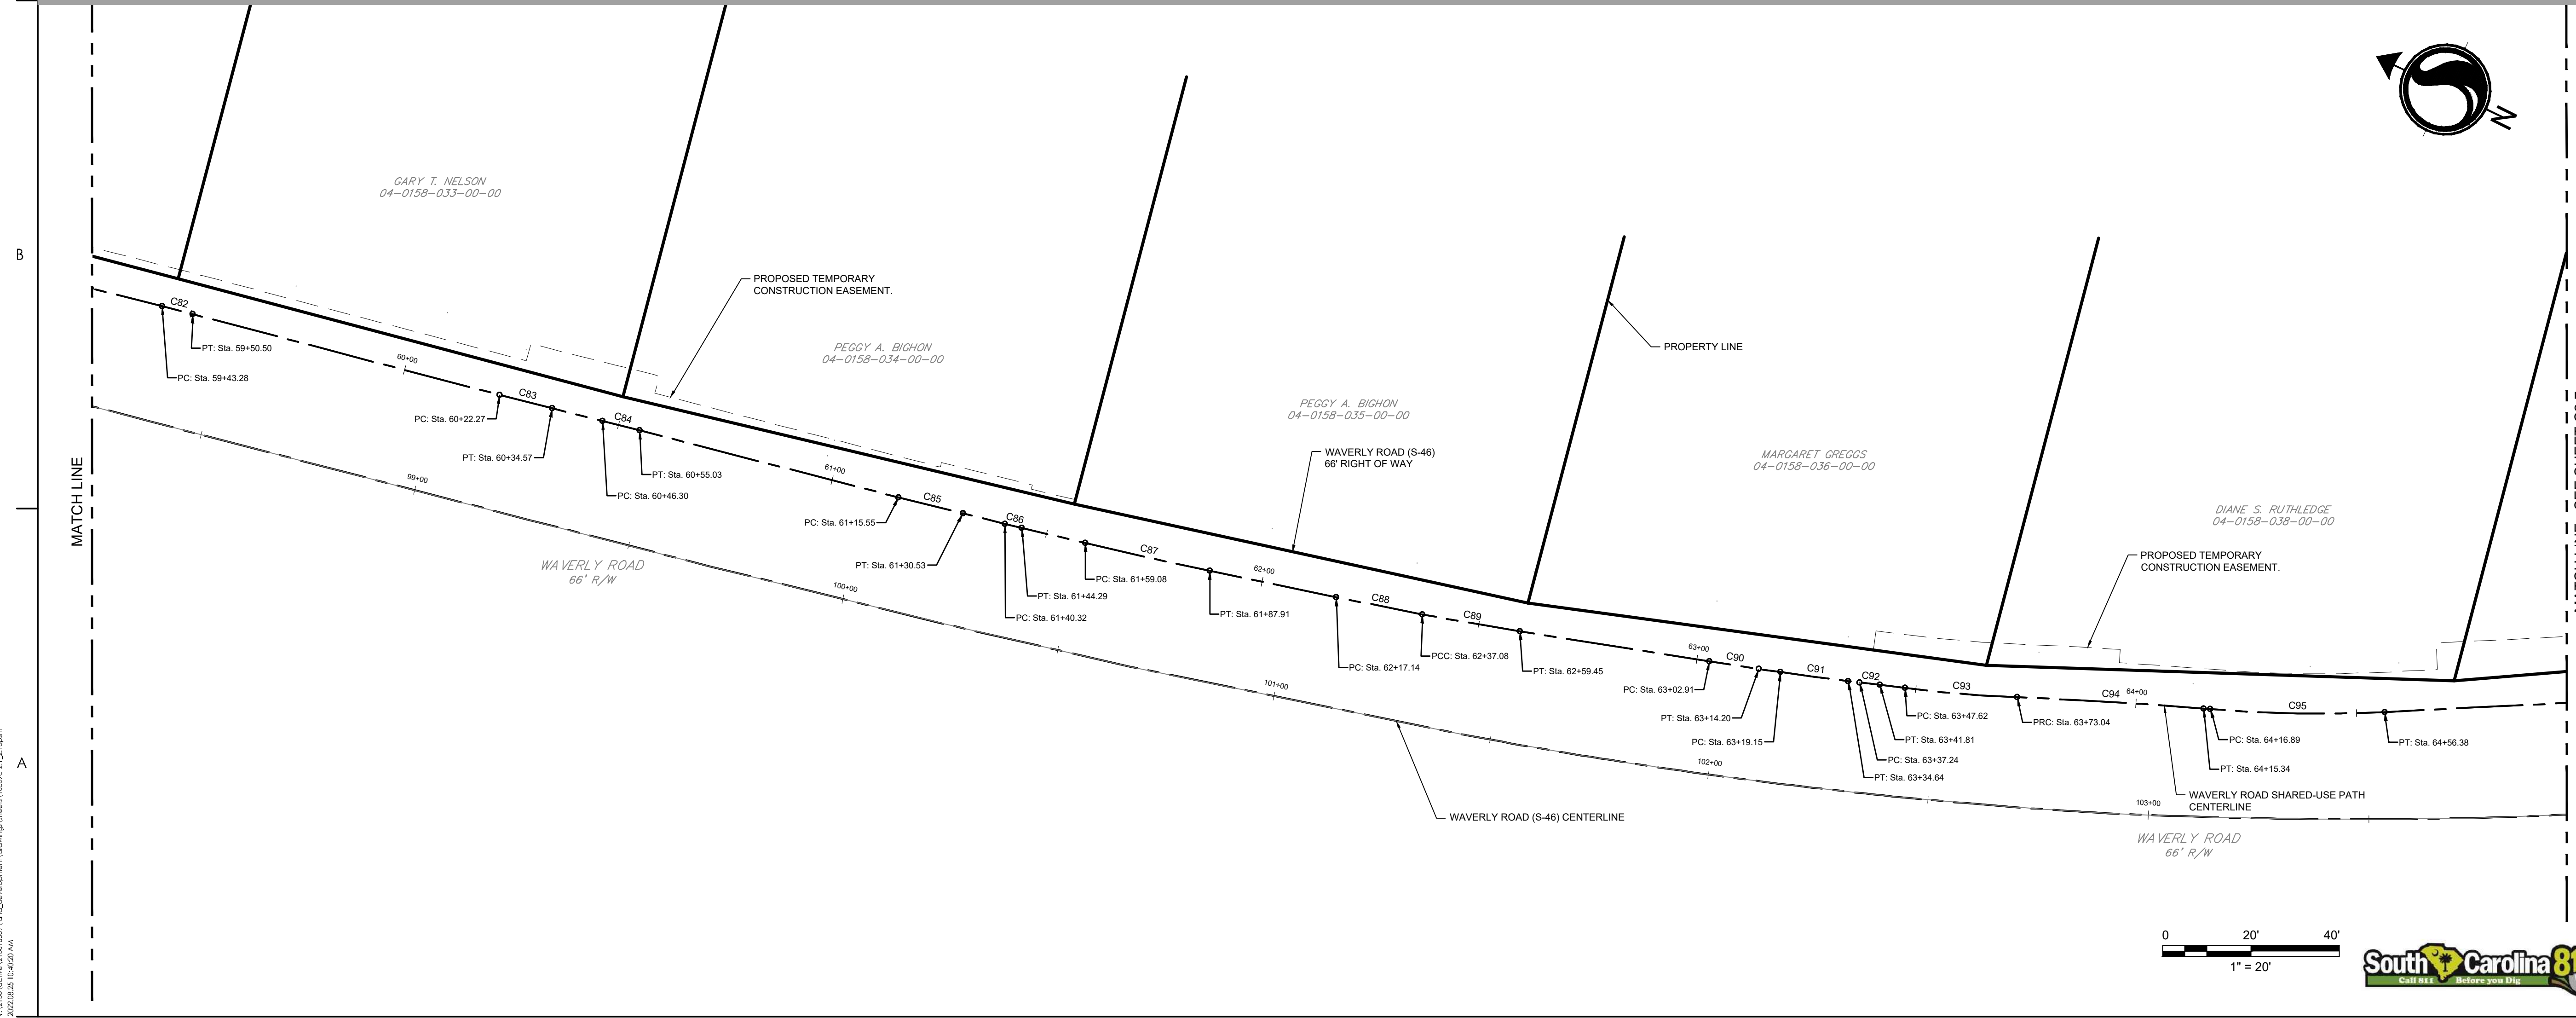 B
A
MATCH LINE
GARY T. NELSON
04-0158-033-00-00
PROPOSED TEMPORARY
CONSTRUCTION EASEMENT.
PEGGY A. BIGHON
04-0158-034-00-00
PEGGY A. BIGHON
04-0158-035-00-00
WAVERLY ROAD (S-46)
66' RIGHT OF WAY
PROPERTY LINE
MARGARET GREGGS
04-0158-036-00-00
DIANE S. RUTHLEDGE
04-0158-038-00-00
PROPOSED TEMPORARY
CONSTRUCTION EASEMENT.
N
C82
PT: Sta. 59+50.50
PC: Sta. 59+43.28
60+00
C83
PC: Sta. 60+22.27
PT: Sta. 60+34.57
C84
PT: Sta. 60+55.03
PC: Sta. 60+46.30
61+00
C85
PC: Sta. 61+15.55
PT: Sta. 61+30.53
C86
PT: Sta. 61+44.29
PC: Sta. 61+40.32
C87
PC: Sta. 61+59.08
PT: Sta. 61+87.91
62+00
C88
PC: Sta. 62+17.14
PCC: Sta. 62+37.08
C89
PT: Sta. 62+59.45
63+00
C90
PC: Sta. 63+02.91
PT: Sta. 63+14.20
C91
PC: Sta. 63+19.15
C92
PT: Sta. 63+41.81
PC: Sta. 63+37.24
PT: Sta. 63+34.64
C93
PC: Sta. 63+47.62
PRC: Sta. 63+73.04
C94
64+00
PC: Sta. 64+16.89
PT: Sta. 64+15.34
C95
PT: Sta. 64+56.38
99+00
WAVERLY ROAD
66' R/W
100+00
101+00
102+00
103+00
WAVERLY ROAD (S-46) CENTERLINE
WAVERLY ROAD SHARED-USE PATH
CENTERLINE
WAVERLY ROAD
66' R/W
0 20' 40'
1" = 20'
South Carolina
Call 811 Before you Dig
2022.08.25 10:40:20 AM